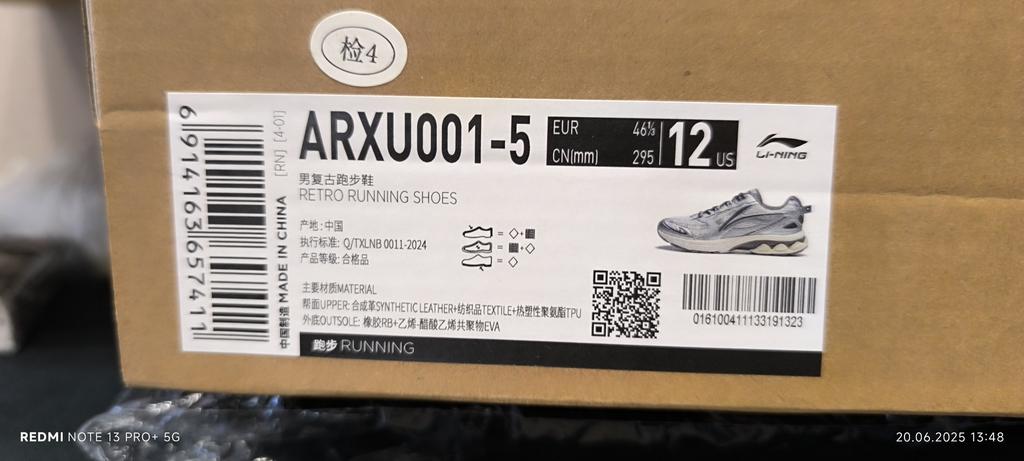 检4
6 914163 657411
中国制造 MADE IN CHINA [RN] [4-01]
ARXU001-5
EUR 46⅔
CN(mm) 295
12 US
LI-NING
男复古跑步鞋
RETRO RUNNING SHOES
产地:中国
执行标准: Q/TXLNB 0011-2024
产品等级: 合格品
主要材质MATERIAL
帮面UPPER: 合成革SYNTHETIC LEATHER+纺织品TEXTILE+热塑性聚氨酯TPU
外底OUTSOLE: 橡胶RB+乙烯-醋酸乙烯共聚物EVA
016100411133191323
跑步 RUNNING
REDMI NOTE 13 PRO+ 5G
20.06.2025 13:48